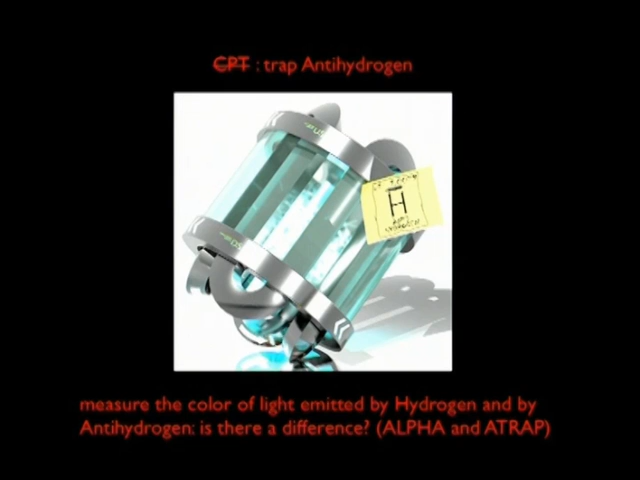 CPT : trap Antihydrogen
H
measure the color of light emitted by Hydrogen and by
Antihydrogen: is there a difference? (ALPHA and ATRAP)